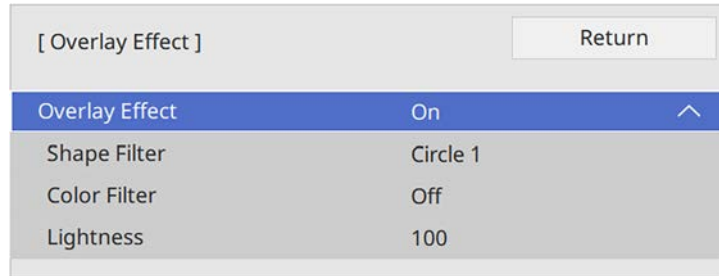 [ Overlay Effect ] Return
Overlay Effect On
Shape Filter Circle 1
Color Filter Off
Lightness 100